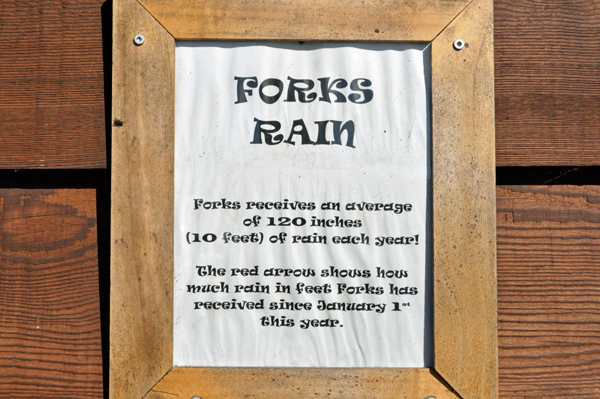 FORKS
RAIN
Forks receives an average
of 120 inches
(10 feet) of rain each year!
The red arrow shows how
much rain in feet Forks has
received since January 1st
this year.